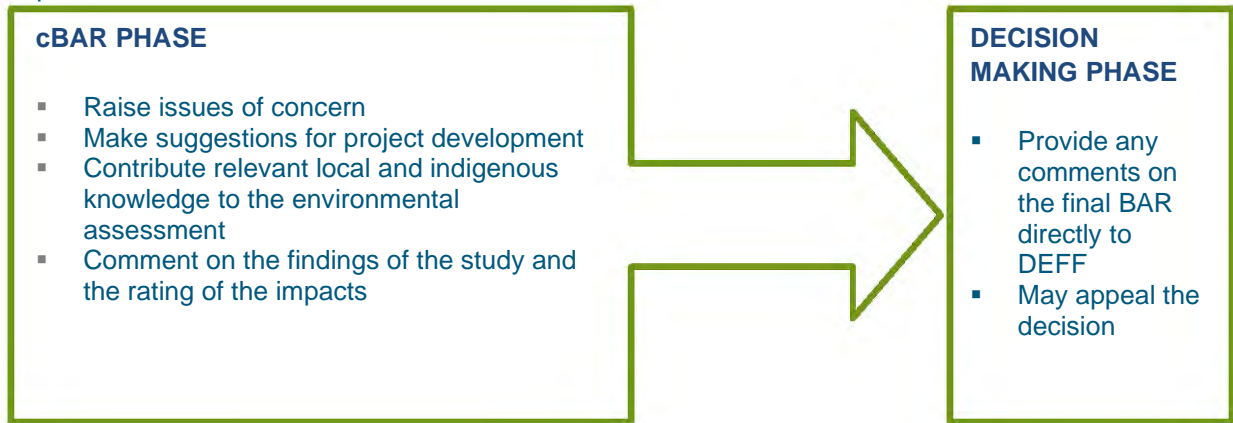 cBAR PHASE
▪ Raise issues of concern
▪ Make suggestions for project development
▪ Contribute relevant local and indigenous
knowledge to the environmental
assessment
▪ Comment on the findings of the study and
the rating of the impacts
DECISION
MAKING PHASE
▪ Provide any
comments on
the final BAR
directly to
DEFF
▪ May appeal the
decision